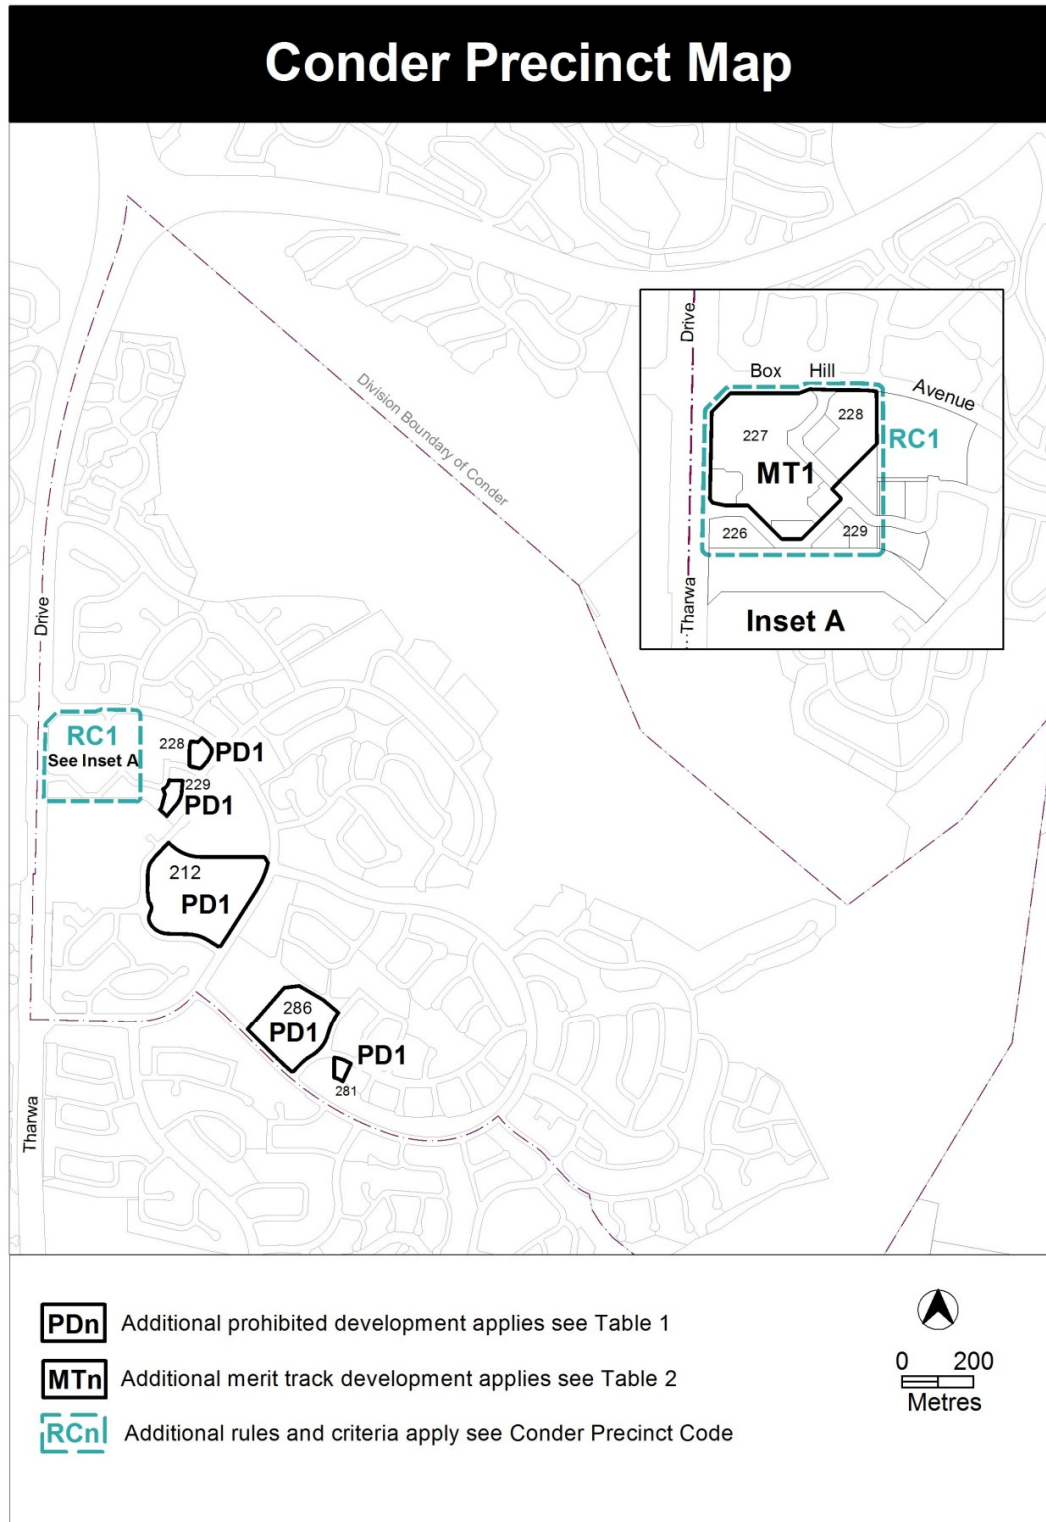 Conder Precinct Map
Division Boundary of Conder
Drive
Box Hill
Avenue
228
227
RC1
MT1
226
229
Tharwa
Inset A
Drive
RC1
See Inset A
228
PD1
229
PD1
212
PD1
286
PD1
PD1
281
Tharwa
PDn Additional prohibited development applies see Table 1
MTn Additional merit track development applies see Table 2
RCn Additional rules and criteria apply see Conder Precinct Code
0 200
Metres